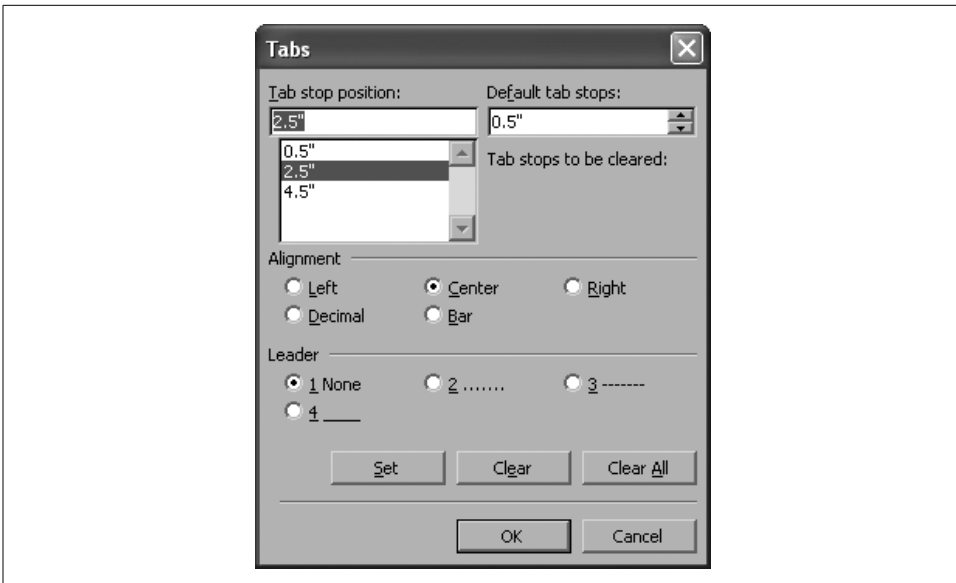 Tabs
Tab stop position:
2.5"
0.5"
2.5"
4.5"
Default tab stops:
0.5"
Tab stops to be cleared:
Alignment
Left Center Right
Decimal Bar
Leader
1 None 2 ....... 3 -------
4 ____
Set Clear Clear All
OK Cancel